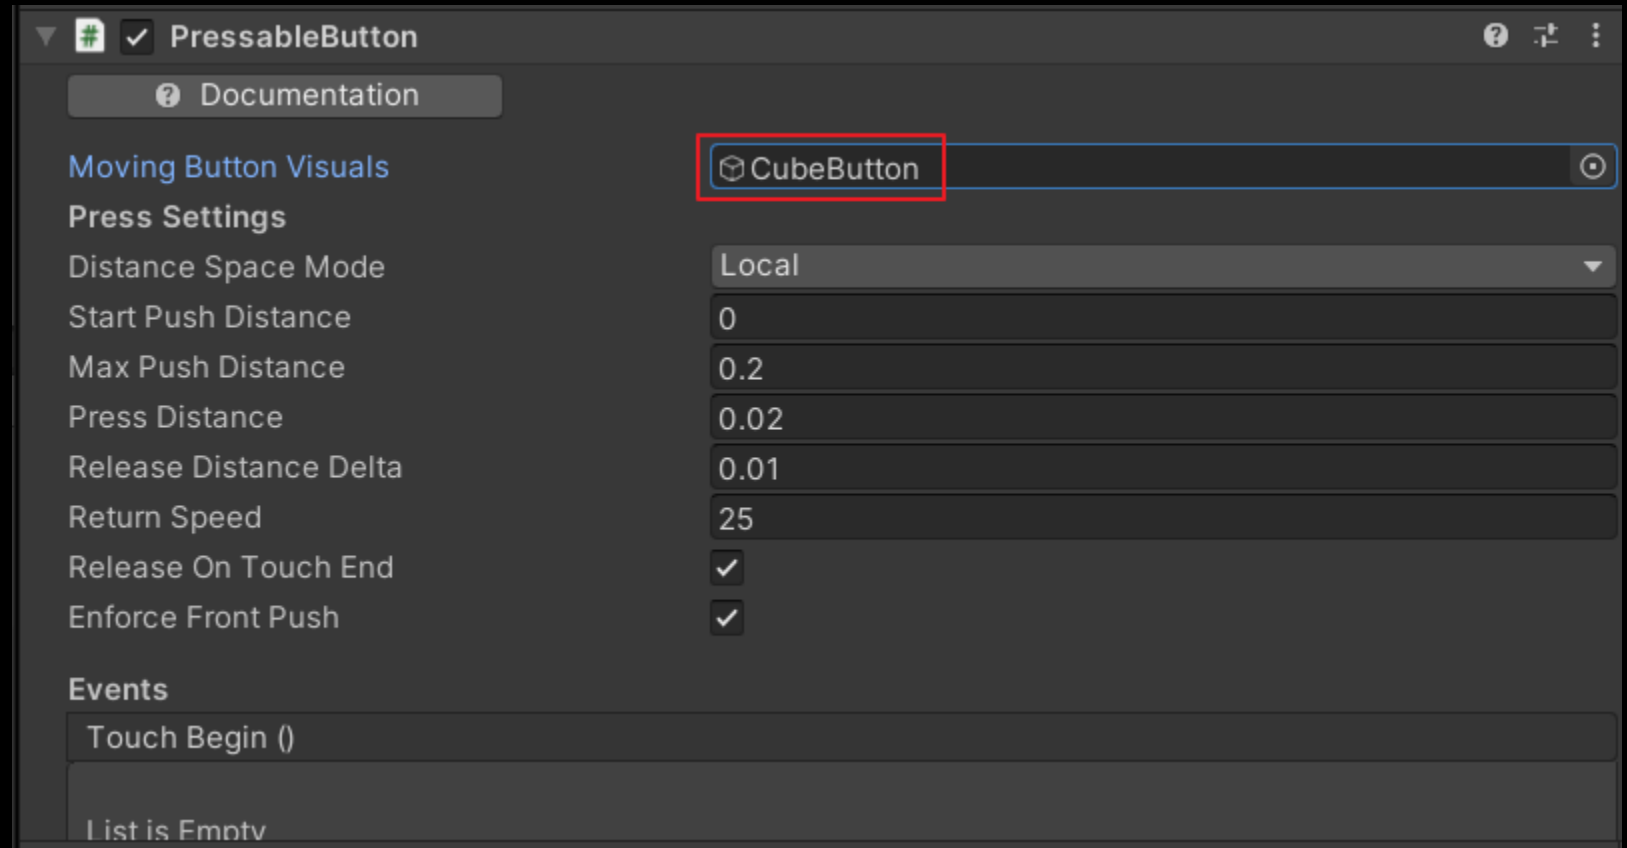 PressableButton
Documentation
Moving Button Visuals CubeButton
Press Settings
Distance Space Mode Local
Start Push Distance 0
Max Push Distance 0.2
Press Distance 0.02
Release Distance Delta 0.01
Return Speed 25
Release On Touch End
Enforce Front Push
Events
Touch Begin ()
List is Empty